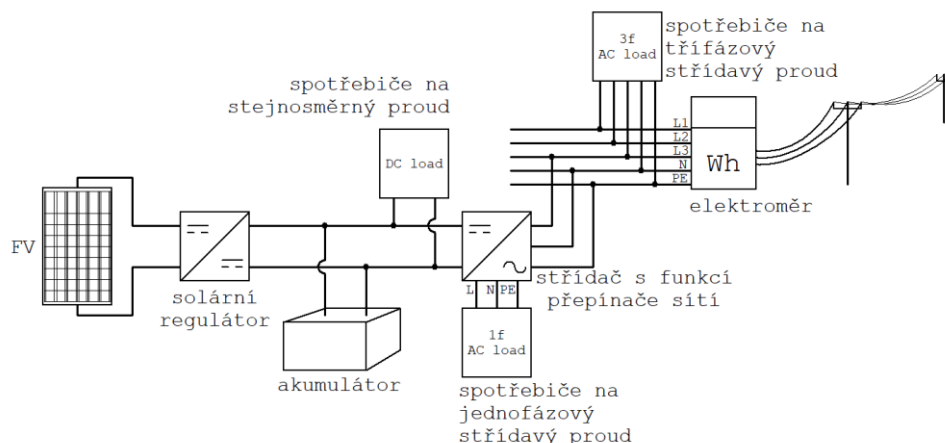 3f
AC load
spotřebiče na
třífázový
střídavý proud
spotřebiče na
stejnosměrný proud
DC load
L1
L2
L3
N
PE
Wh
elektroměr
FV
solární
regulátor
akumulátor
střídač s funkcí
přepínače sítí
L N PE
1f
AC load
spotřebiče na
jednofázový
střídavý proud